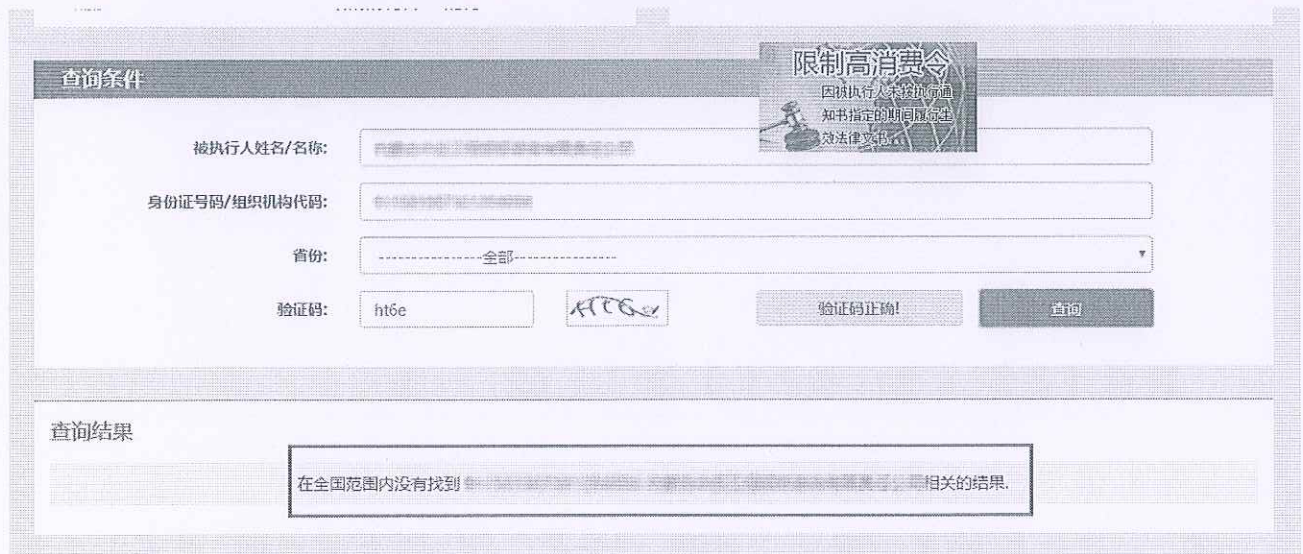 查询条件
限制高消费令
因被执行人未按执行通
知书指定的期间履行生
效法律文书
被执行人姓名/名称:
身份证号码/组织机构代码:
省份: ----------------全部----------------
验证码: ht6e HT6e 验证码正确! 查询
查询结果
在全国范围内没有找到 相关的结果.